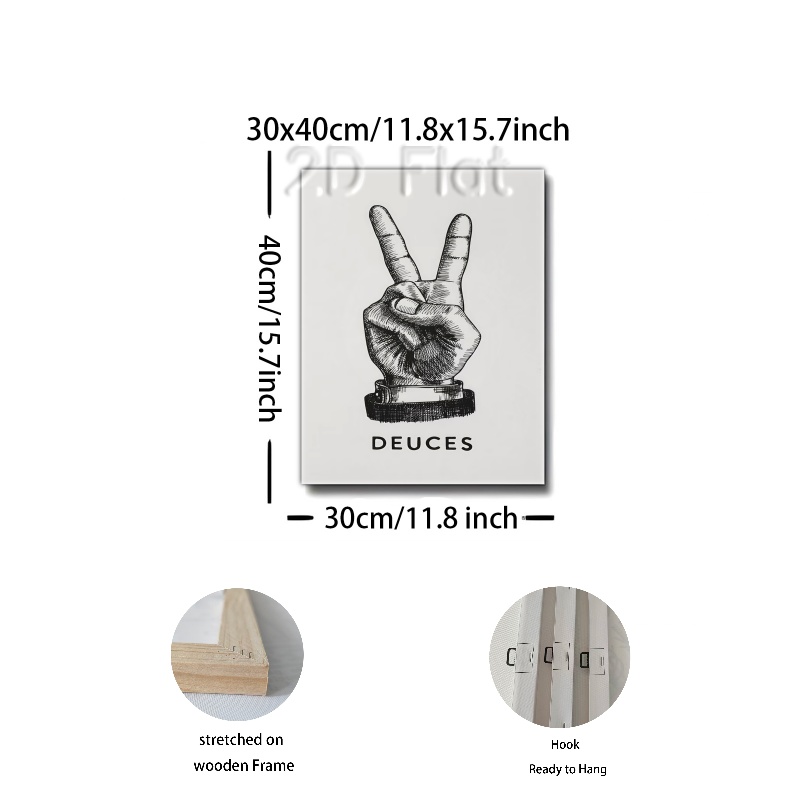 30x40cm/11.8x15.7inch
2D Flat
40cm/15.7inch
DEUCES
30cm/11.8 inch
stretched on
wooden Frame
Hook
Ready to Hang